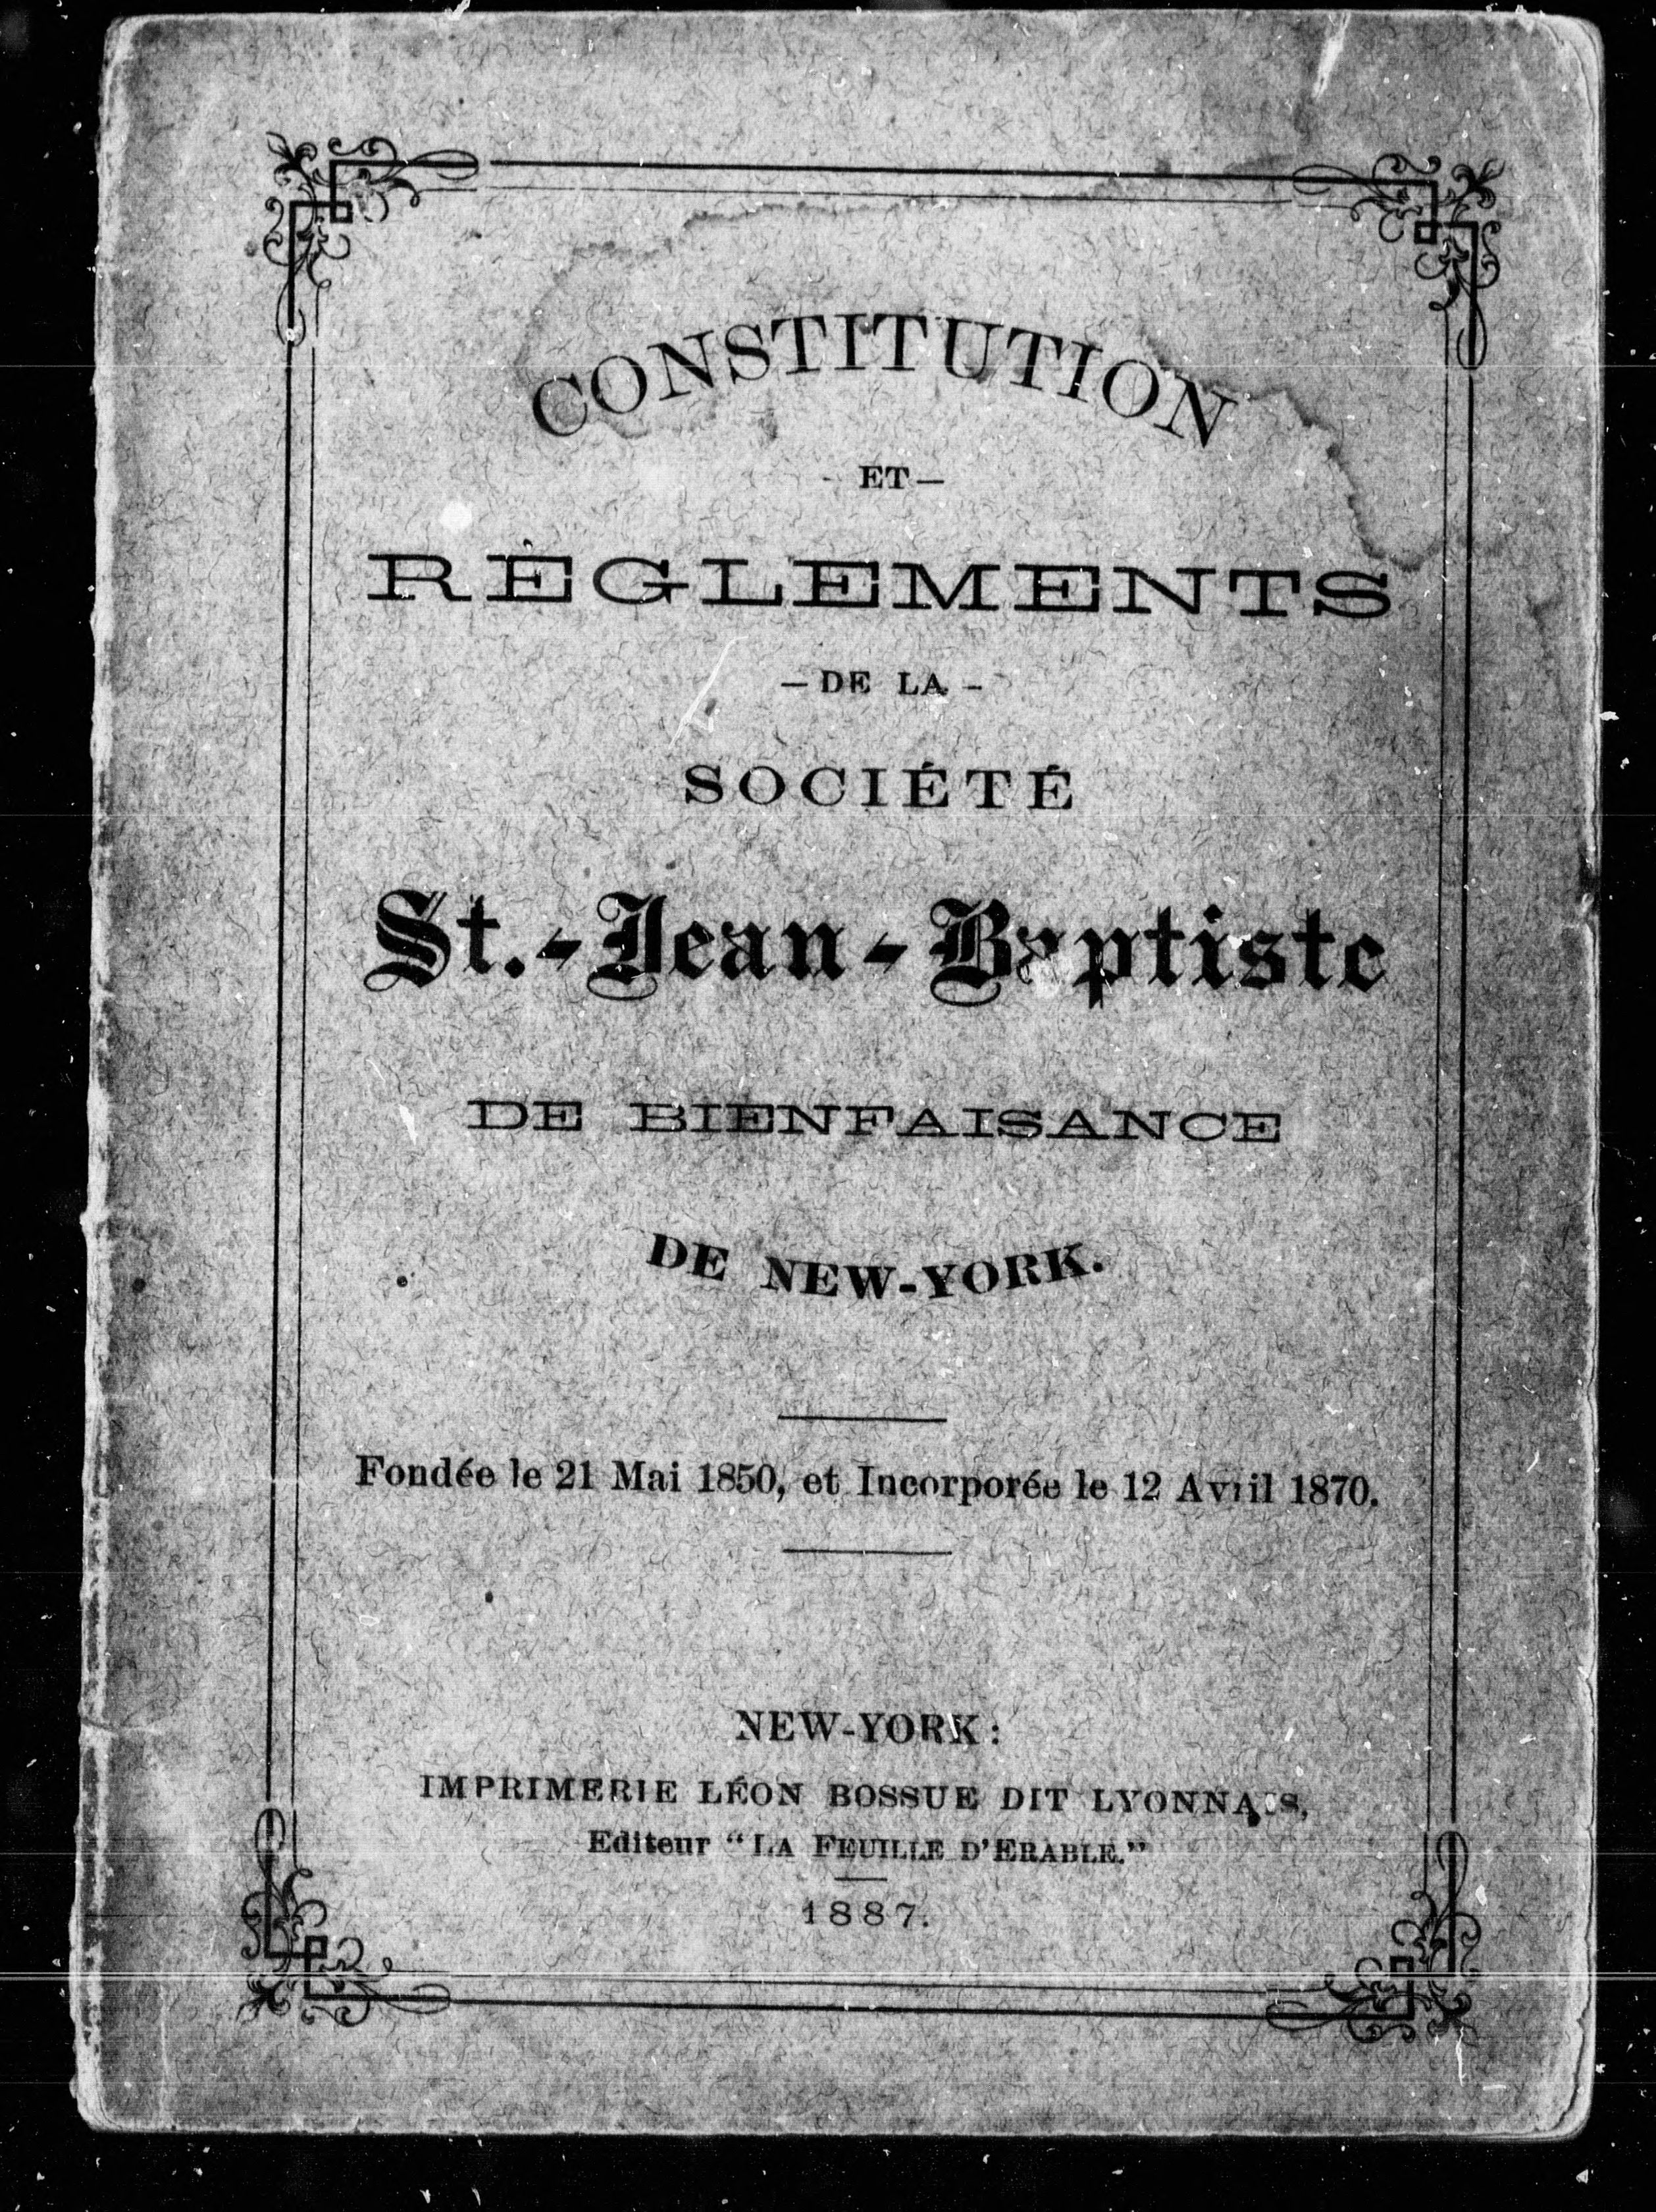 CONSTITUTION
- ET —
RÈGLEMENTS
— DE LA -
SOCIÉTÉ
St.-Jean-Baptiste
DE BIENFAISANCE
DE NEW-YORK.
Fondée le 21 Mai 1850, et Incorporée le 12 Avril 1870.
NEW-YORK:
IMPRIMERIE LÉON BOSSUE DIT LYONNAIS,
Editeur “LA FEUILLE D'ERABLE.”
1887.